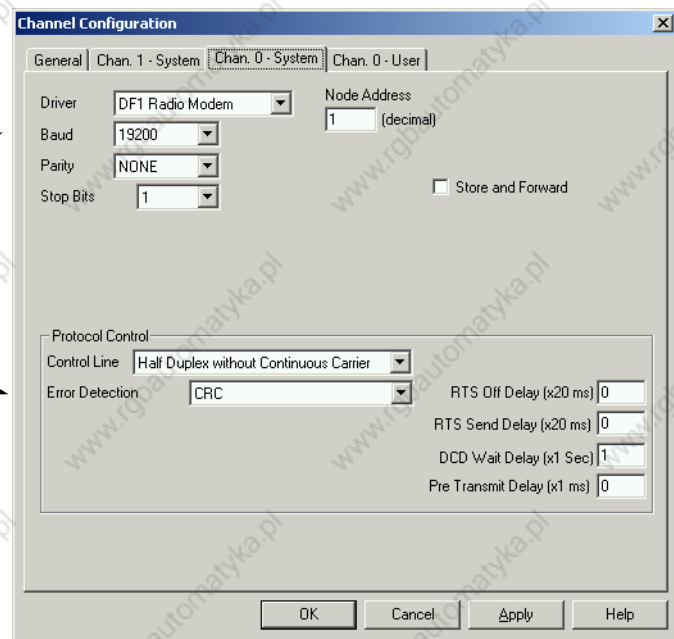 Channel Configuration
General Chan. 1 - System Chan. 0 - System Chan. 0 - User
Driver DF1 Radio Modem Node Address
1 (decimal)
Baud 19200
Parity NONE
Stop Bits 1 Store and Forward
Protocol Control
Control Line Half Duplex without Continuous Carrier
Error Detection CRC RTS Off Delay (x20 ms) 0
RTS Send Delay (x20 ms) 0
DCD Wait Delay (x1 Sec) 1
Pre Transmit Delay (x1 ms) 0
OK Cancel Apply Help
www.rgbautomatyka.pl